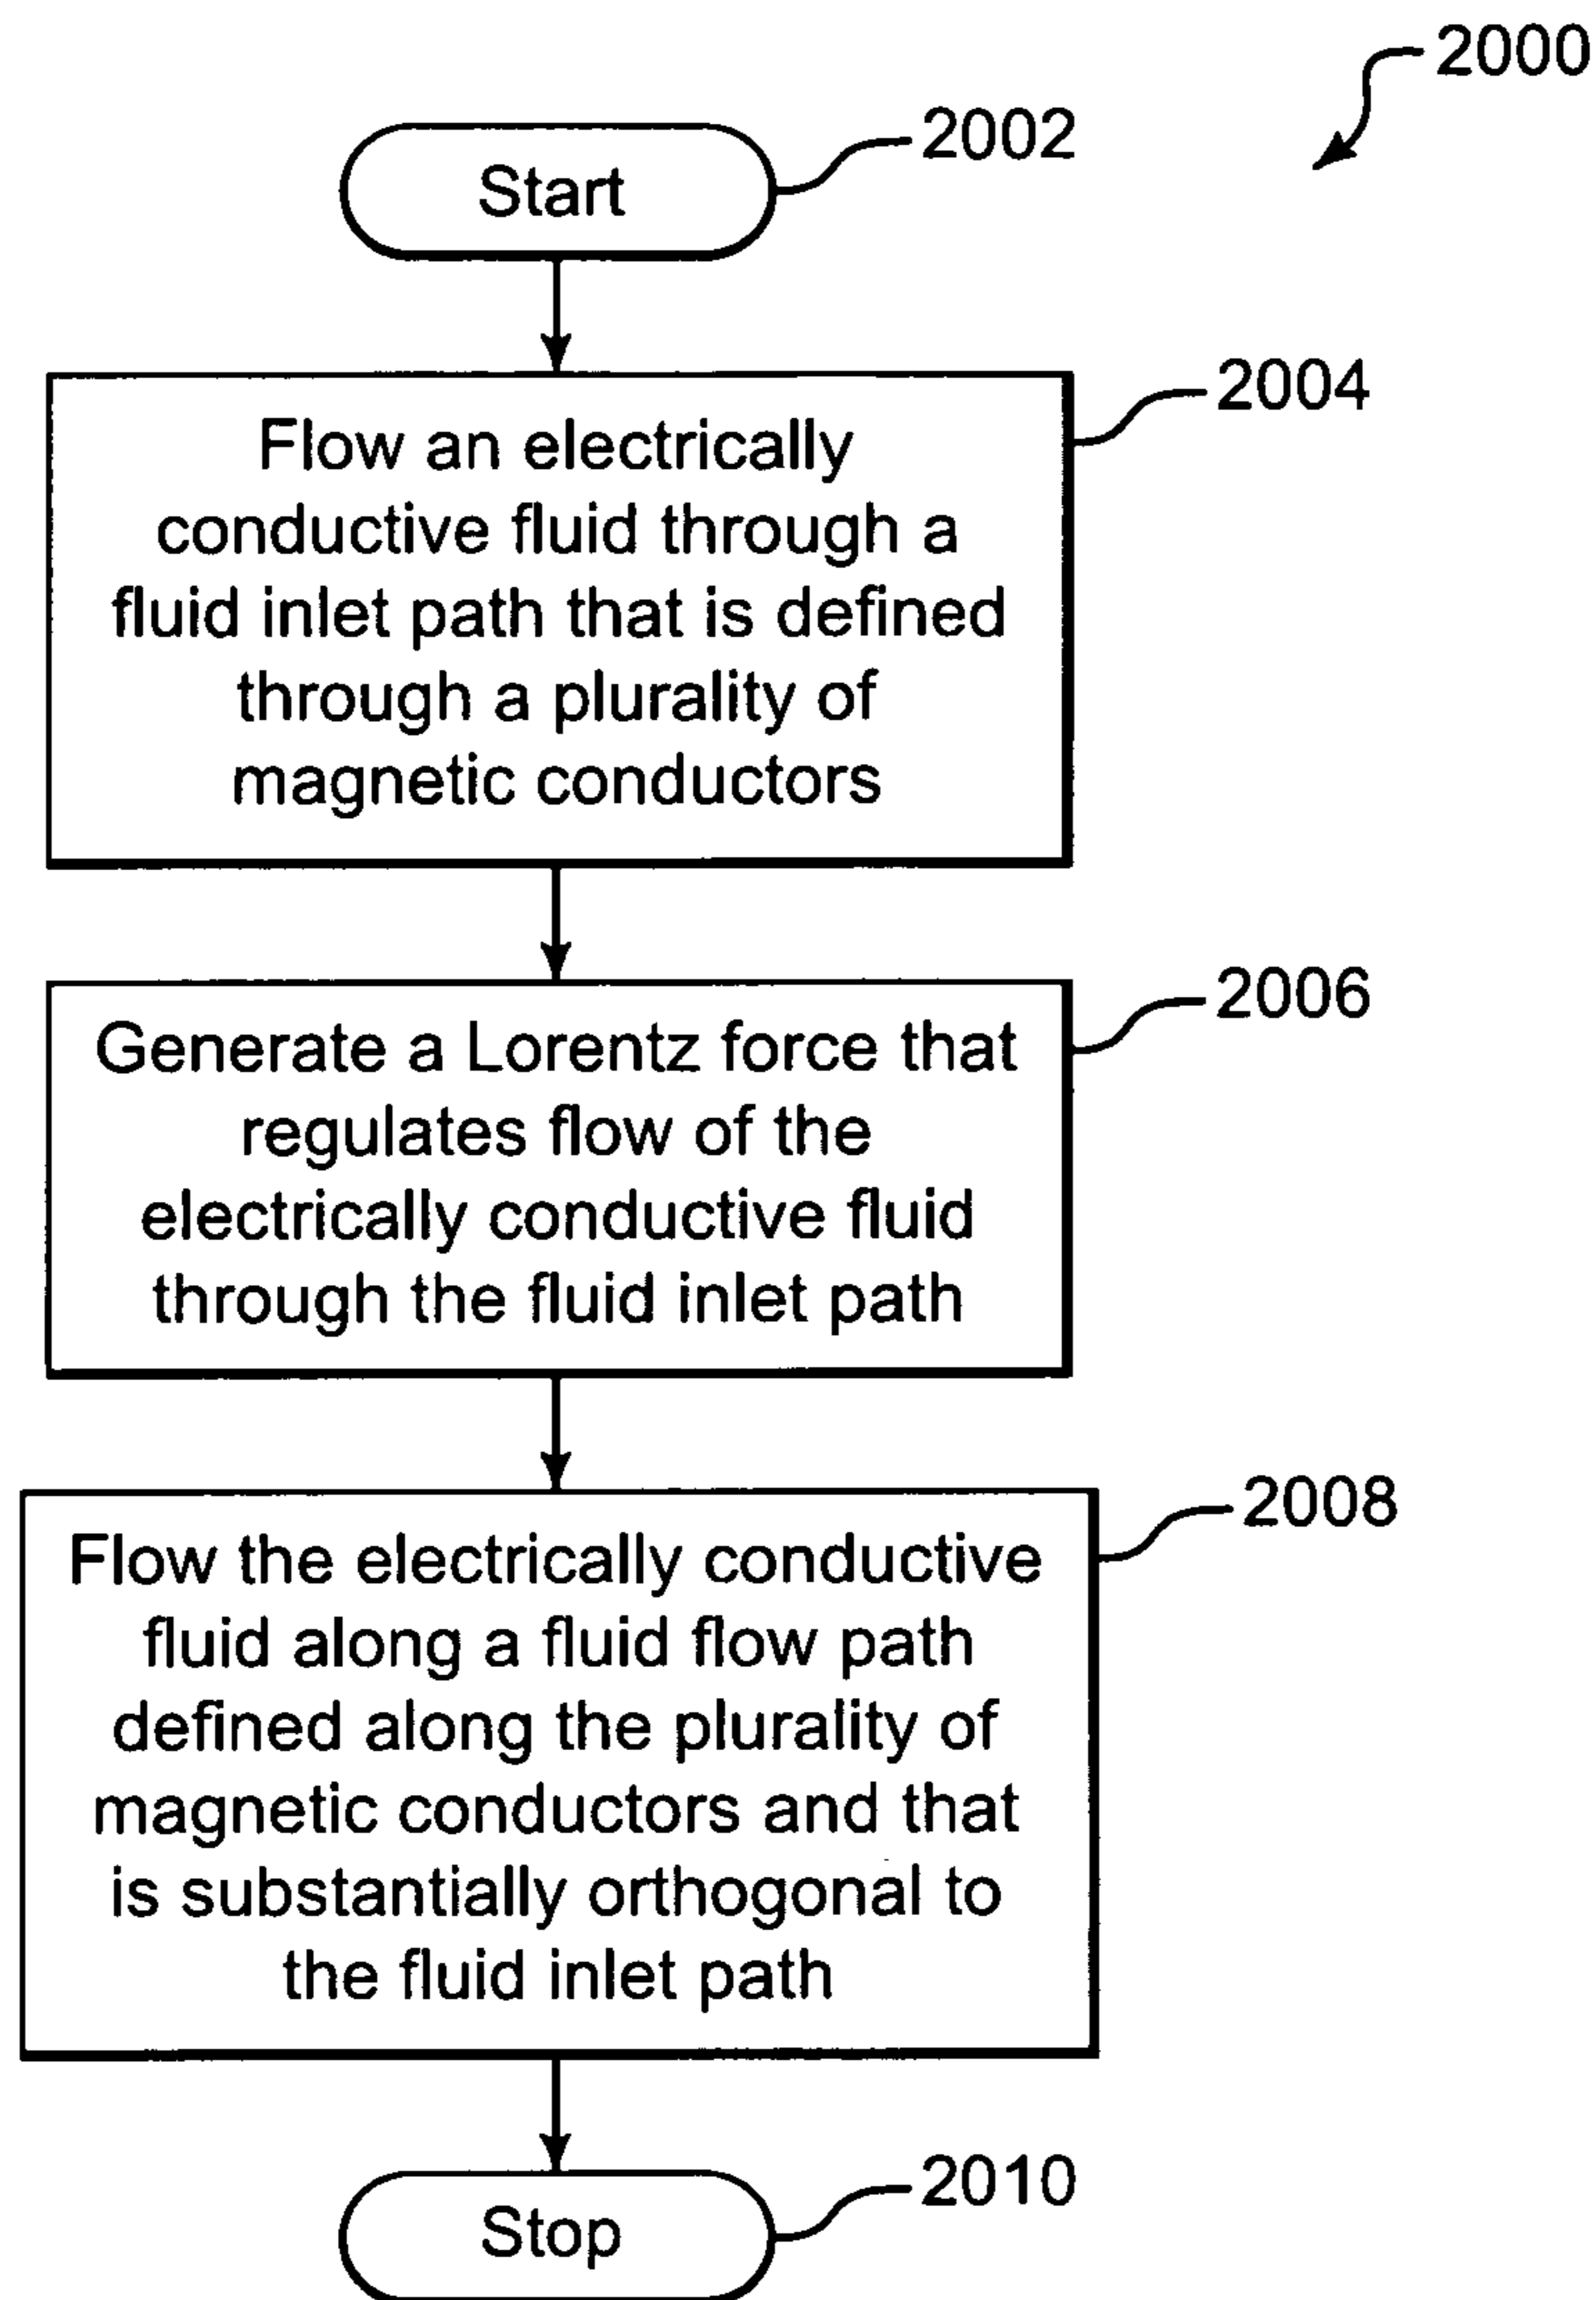 2000
Start
2002
Flow an electrically
conductive fluid through a
fluid inlet path that is defined
through a plurality of
magnetic conductors
2004
Generate a Lorentz force that
regulates flow of the
electrically conductive fluid
through the fluid inlet path
2006
Flow the electrically conductive
fluid along a fluid flow path
defined along the plurality of
magnetic conductors and that
is substantially orthogonal to
the fluid inlet path
2008
Stop
2010